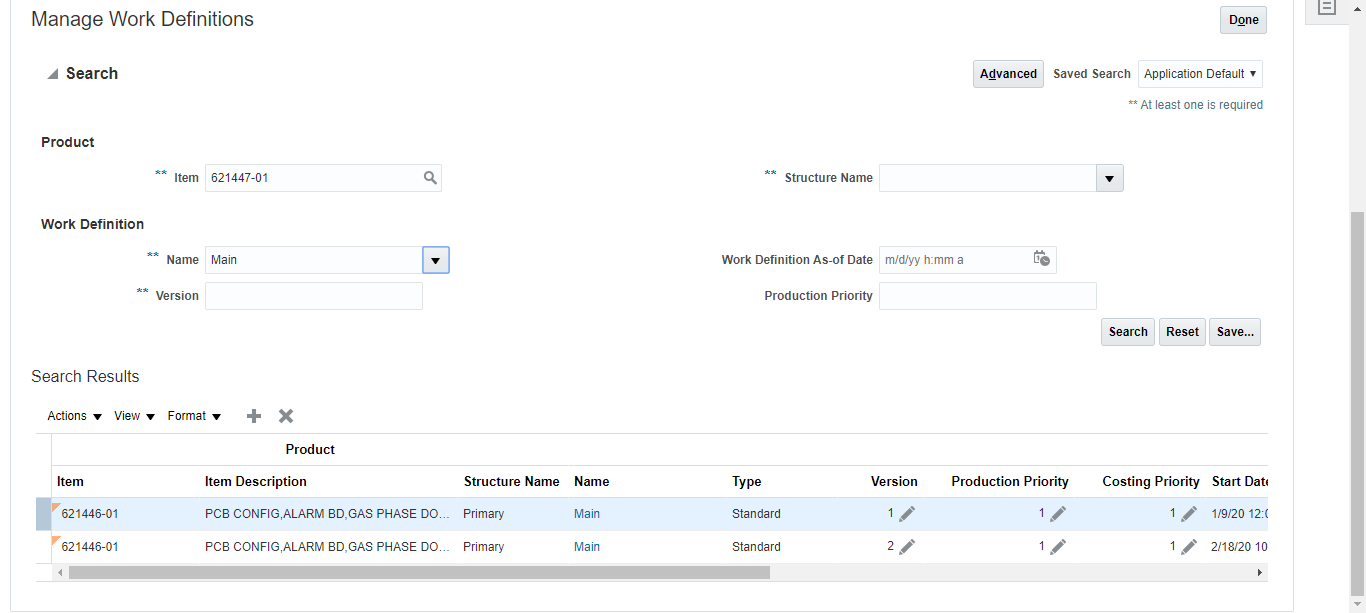 Manage Work Definitions
Done
Search
Advanced Saved Search Application Default
** At least one is required
Product
** Item 621447-01 ** Structure Name
Work Definition
** Name Main Work Definition As-of Date m/d/yy h:mm a
** Version Production Priority
Search Reset Save...
Search Results
Actions View Format
Product
Item Item Description Structure Name Name Type Version Production Priority Costing Priority Start Date
621446-01 PCB CONFIG,ALARM BD,GAS PHASE DO... Primary Main Standard 1 1 1 1/9/20 12:0
621446-01 PCB CONFIG,ALARM BD,GAS PHASE DO... Primary Main Standard 2 1 1 2/18/20 10